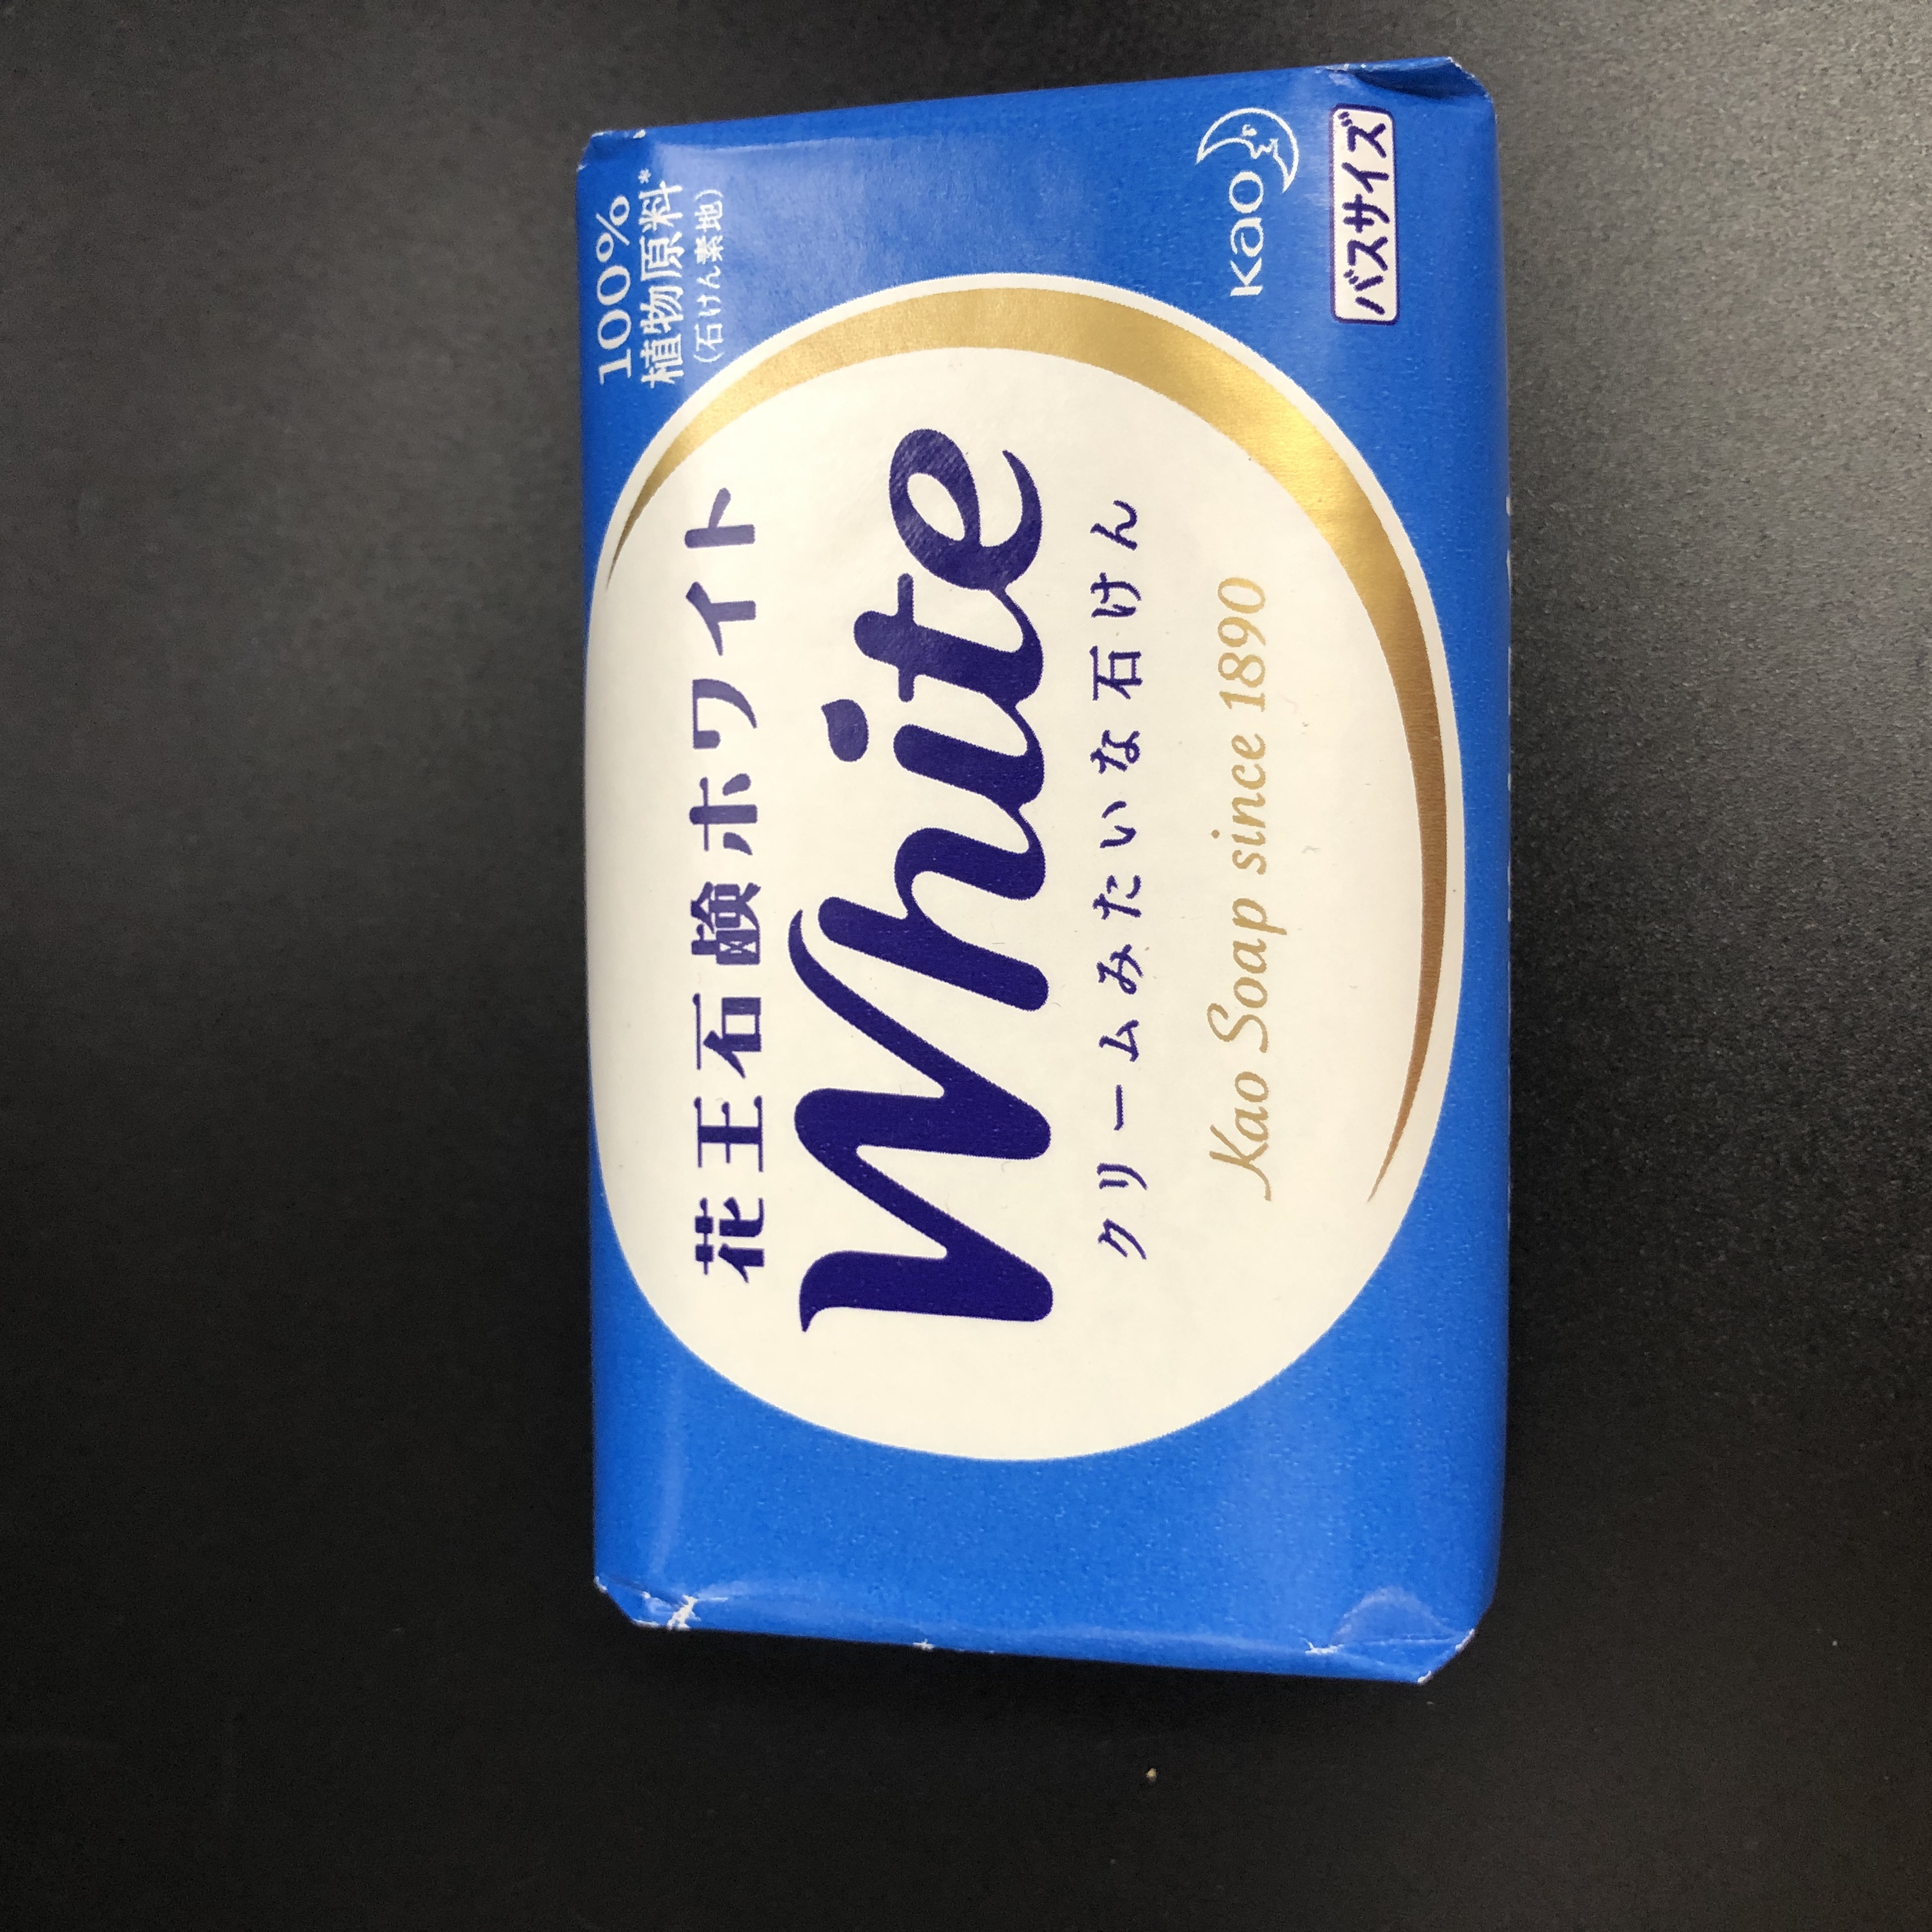 100%
植物原料*
(石けん素地)
花王石鹸ホワイト
White
クリームみたいな石けん
Kao Soap since 1890
Kao
バスサイズ